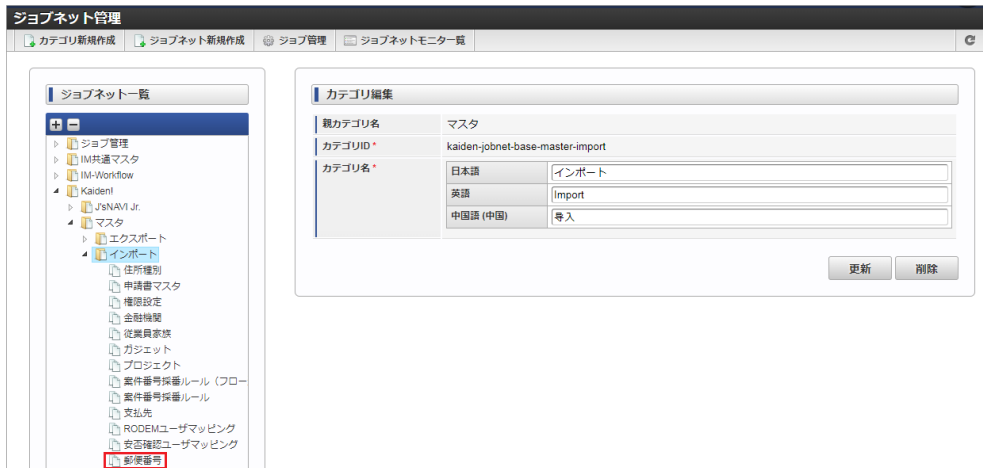 ジョブネット管理
カテゴリ新規作成 ジョブネット新規作成 ジョブ管理 ジョブネットモニター覧
ジョブネット一覧
ジョブ管理
IM共通マスタ
IM-Workflow
Kaiden!
J'sNAVI Jr.
マスタ
エクスポート
インポート
住所種別
申請書マスタ
権限設定
金融機関
従業員家族
ガジェット
プロジェクト
案件番号採番ルール（フロー
案件番号採番ルール
支払先
RODEMユーザマッピング
安否確認ユーザマッピング
郵便番号
カテゴリ編集
親カテゴリ名 マスタ
カテゴリID * kaiden-jobnet-base-master-import
カテゴリ名 * 日本語 インポート
英語 Import
中国語 (中国) 导入
更新 削除